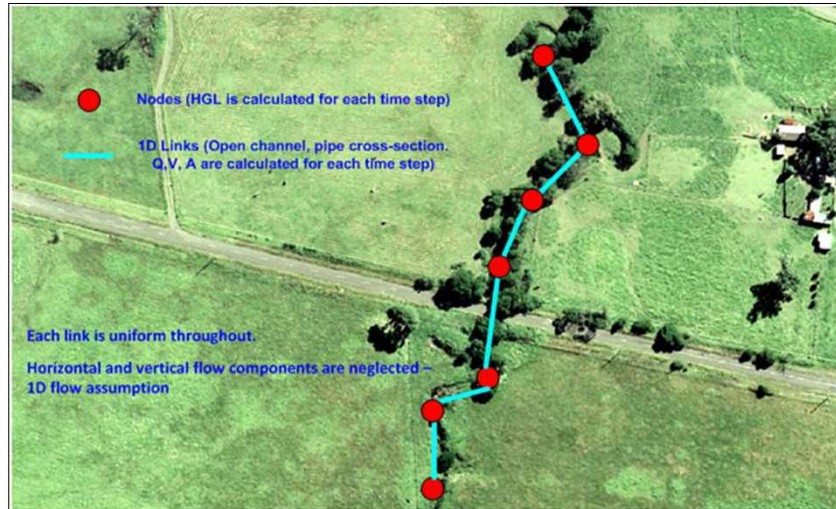 Nodes (HGL is calculated for each time step)
1D Links (Open channel, pipe cross-section.
Q,V, A are calculated for each time step)
Each link is uniform throughout.
Horizontal and vertical flow components are neglected –
1D flow assumption